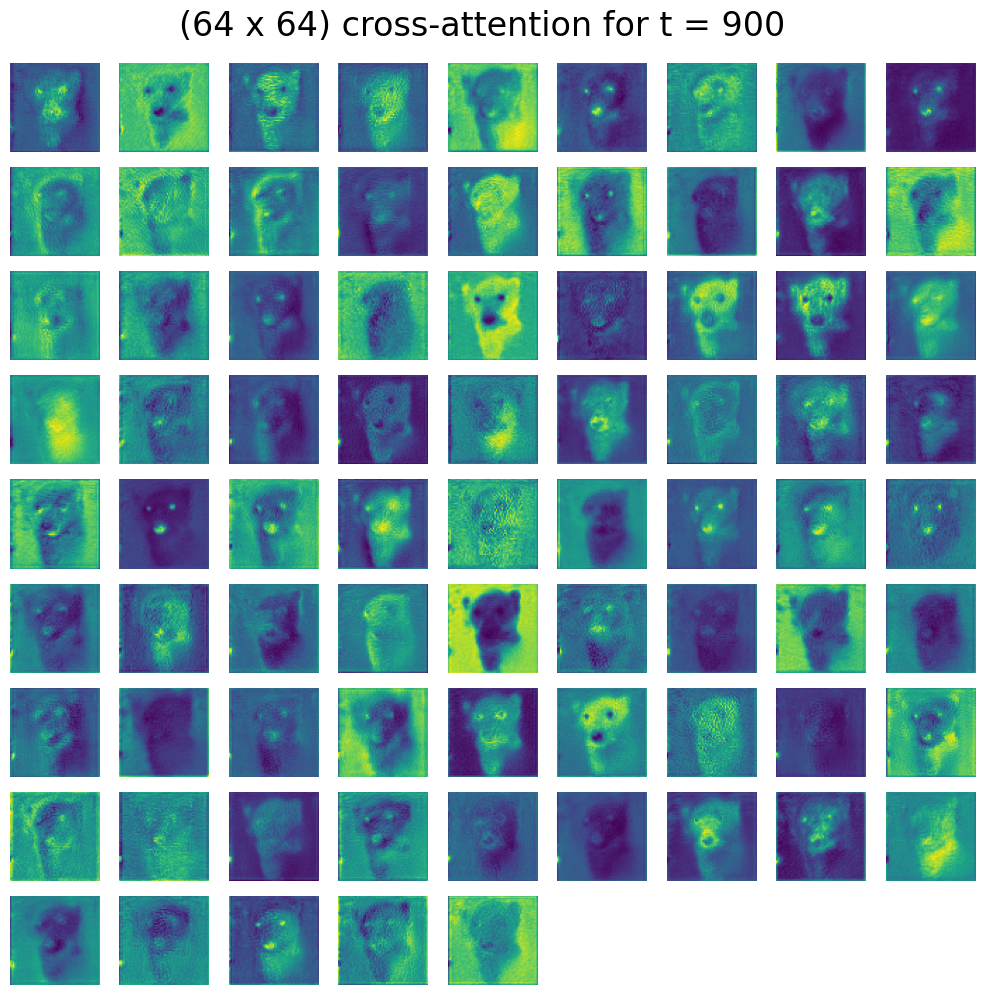 (64 x 64) cross-attention for t = 900